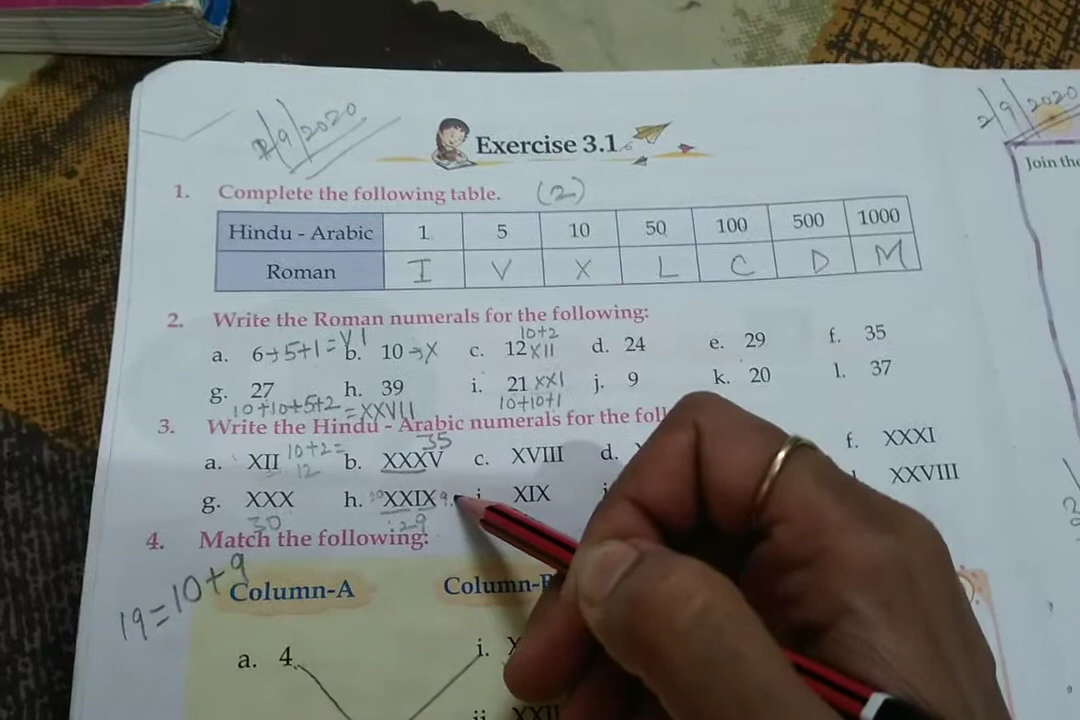 2/9/2020
2/9/2020
Exercise 3.1
Join the
1. Complete the following table. (2)
Hindu - Arabic 1 5 10 50 100 500 1000
Roman I V X L C D M
2. Write the Roman numerals for the following:
a. 6→5+1=VI b. 10→X c. 12 XII 10+2 d. 24 e. 29 f. 35
g. 27 h. 39 i. 21 XXI j. 9 k. 20 l. 37
10+10+5+2 =XXVII 10+10+1
3. Write the Hindu - Arabic numerals for the
a. XII 10+2= 12 b. XXXV 35 c. XVIII d. f. XXXI
g. XXX h. 20 XXIX 9 i. XIX XXVIII
30 29
4. Match the following:
19=10+9
Column-A Column-B
a. 4 i.
ii. XXII